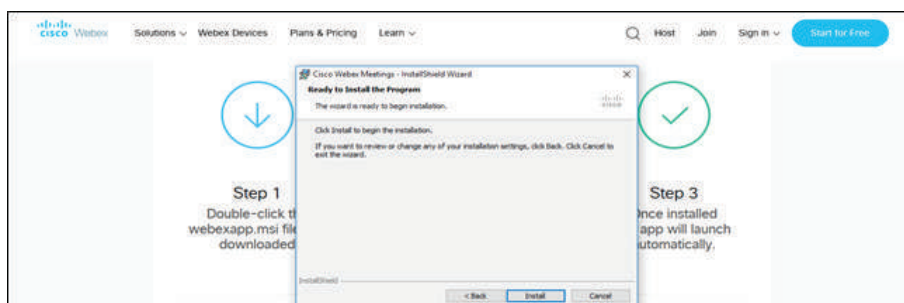 CISCO Webex
Solutions Webex Devices Plans & Pricing Learn Host Join Sign in Start for Free
Cisco Webex Meetings - InstallShield Wizard
Ready to Install the Program
The wizard is ready to begin installation.
CISCO
Click Install to begin the installation.
If you want to review or change any of your installation settings, click Back. Click Cancel to
exit the wizard.
Step 1
Double-click th
webexapp.msi file
downloaded
Step 3
Once installed
app will launch
automatically.
InstallShield
< Back Install Cancel